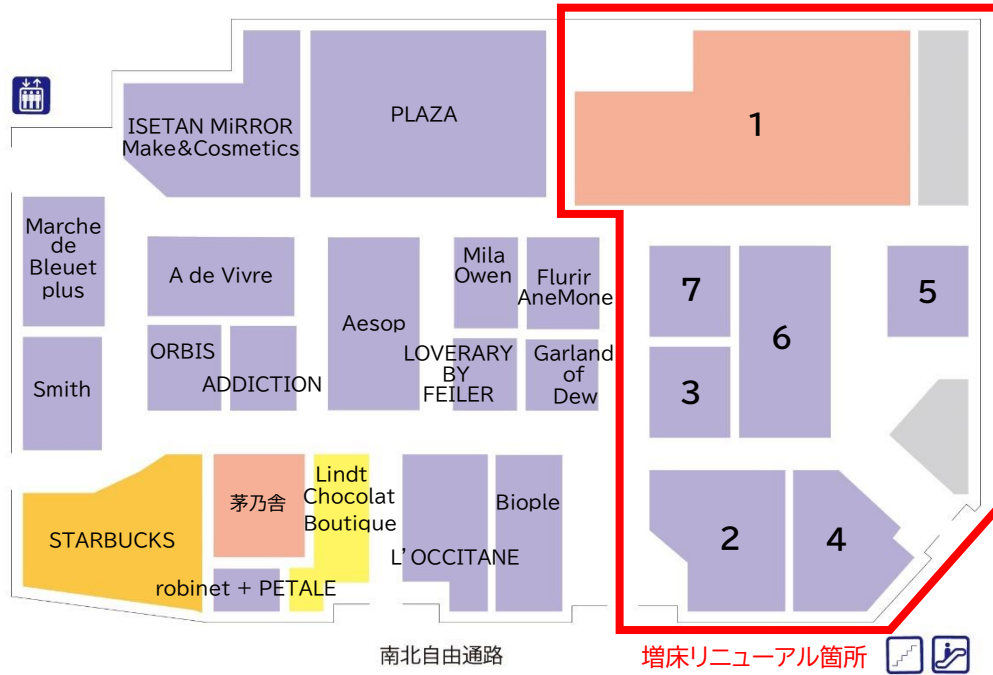 ISETAN MiRROR
Make&Cosmetics
PLAZA
1
Marche
de
Bleuet
plus
A de Vivre
Aesop
Mila
Owen
Flurir
AneMone
7
6
5
Smith
ORBIS
ADDICTION
LOVERARY
BY
FEILER
Garland
of
Dew
3
STARBUCKS
茅乃舎
Lindt
Chocolat
Boutique
robinet + PETALE
L'OCCITANE
Biople
2
4
南北自由通路
増床リニューアル箇所